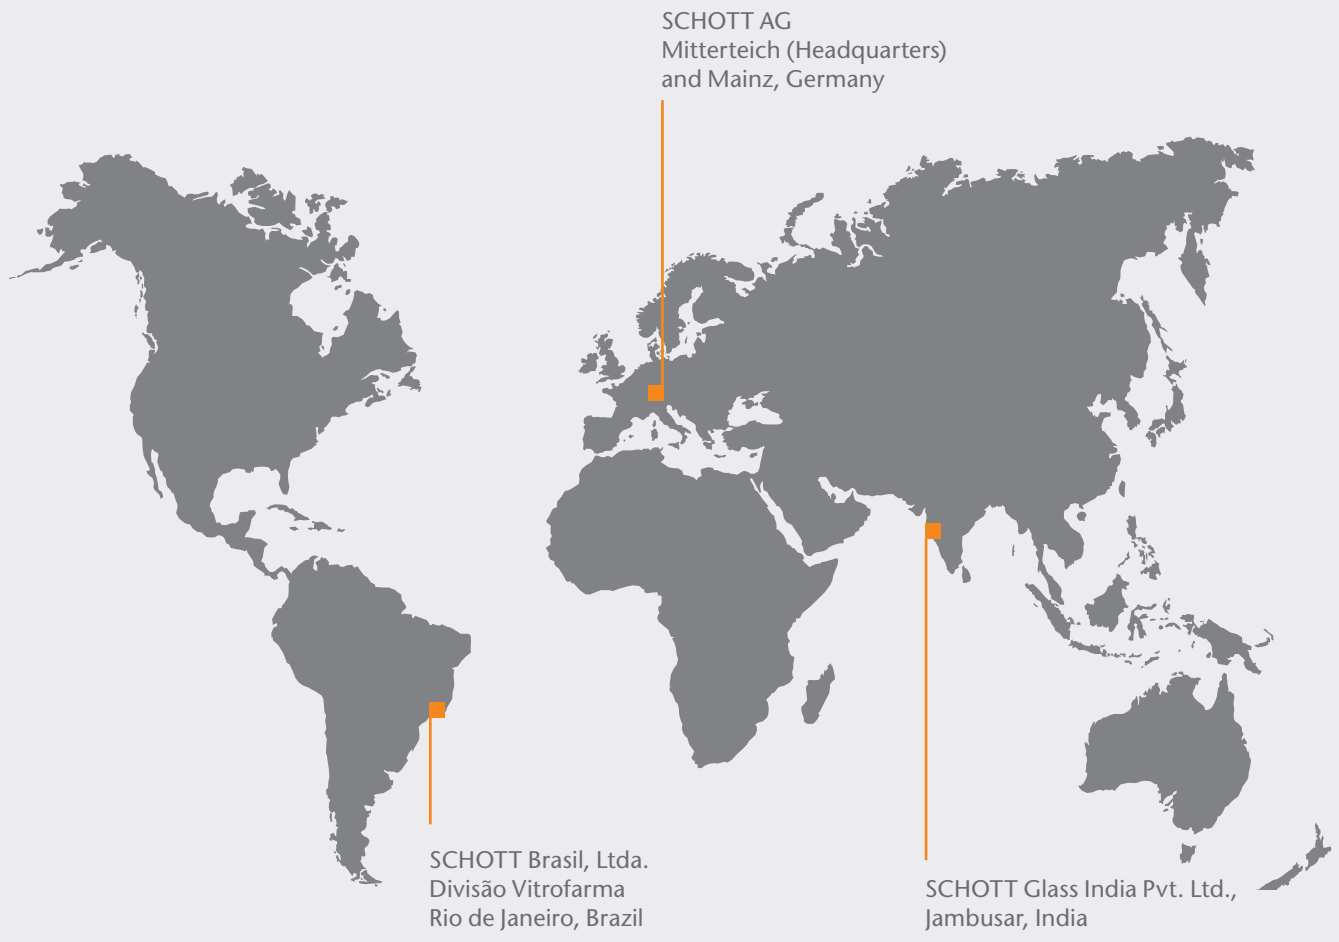 SCHOTT AG
Mitterteich (Headquarters)
and Mainz, Germany
SCHOTT Brasil, Ltda.
Divisão Vitrofarma
Rio de Janeiro, Brazil
SCHOTT Glass India Pvt. Ltd.,
Jambusar, India